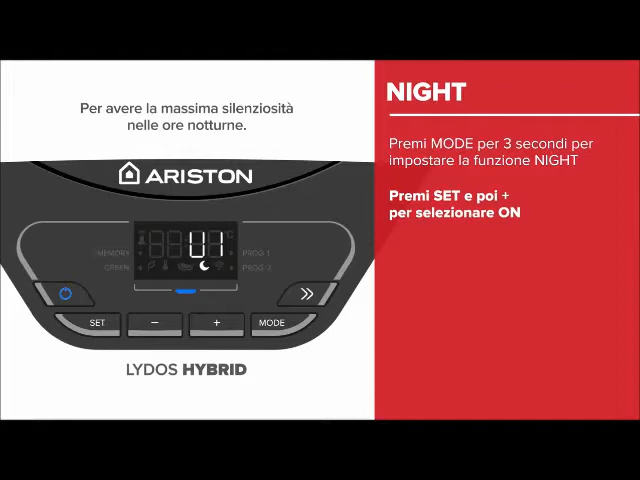 Per avere la massima silenziosità
nelle ore notturne.
ARISTON
MEMORY
GREEN
PROG 1
PROG 2
SET
−
+
MODE
LYDOS HYBRID
NIGHT
Premi MODE per 3 secondi per
impostare la funzione NIGHT
Premi SET e poi +
per selezionare ON